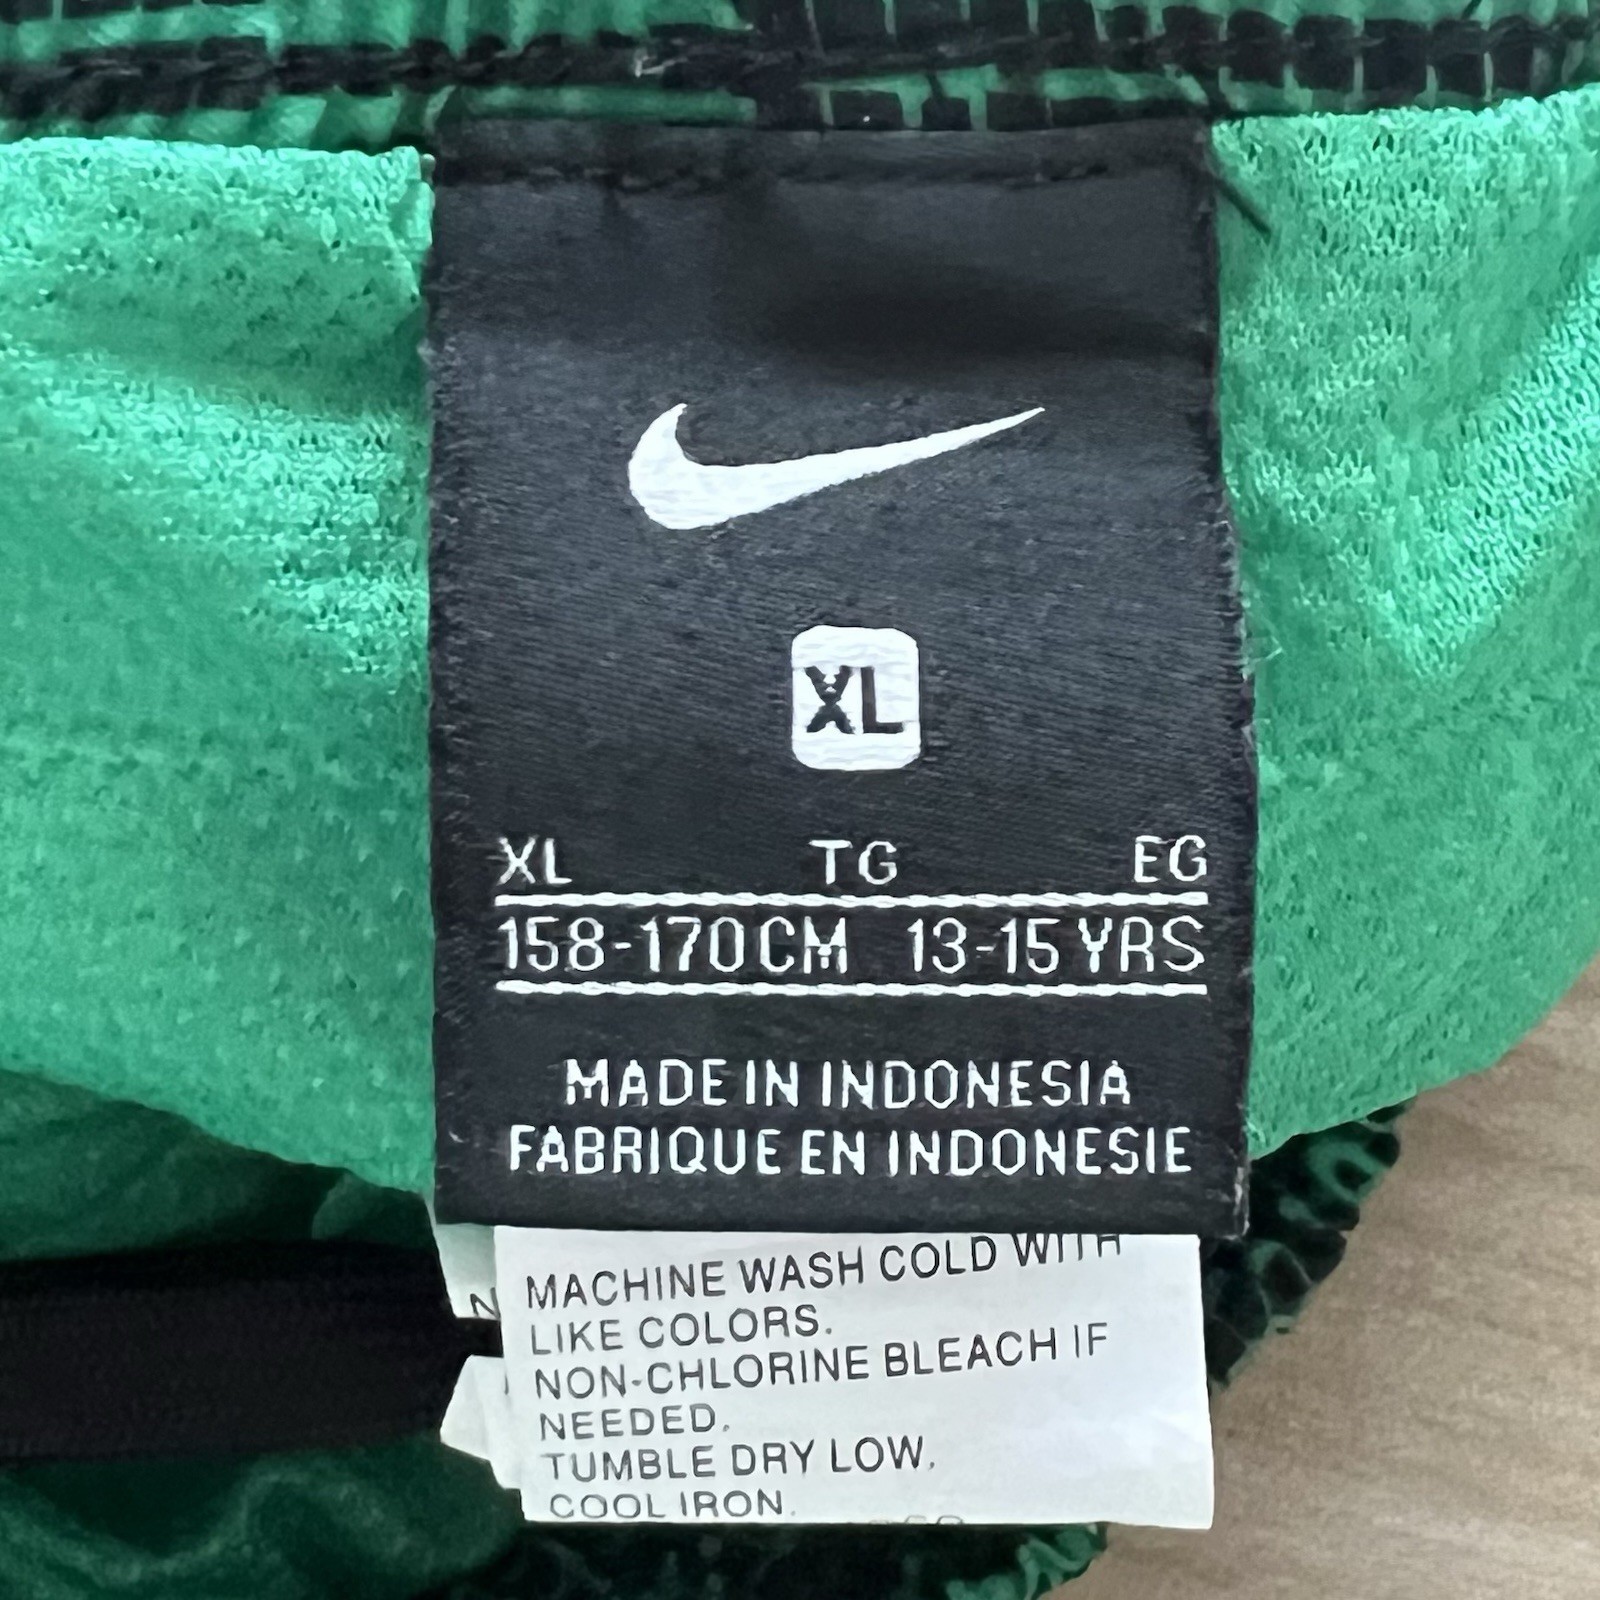 XL
XL TG EG
158-170CM 13-15 YRS
MADE IN INDONESIA
FABRIQUE EN INDONESIE
MACHINE WASH COLD WITH
LIKE COLORS.
NON-CHLORINE BLEACH IF
NEEDED.
TUMBLE DRY LOW.
COOL IRON.